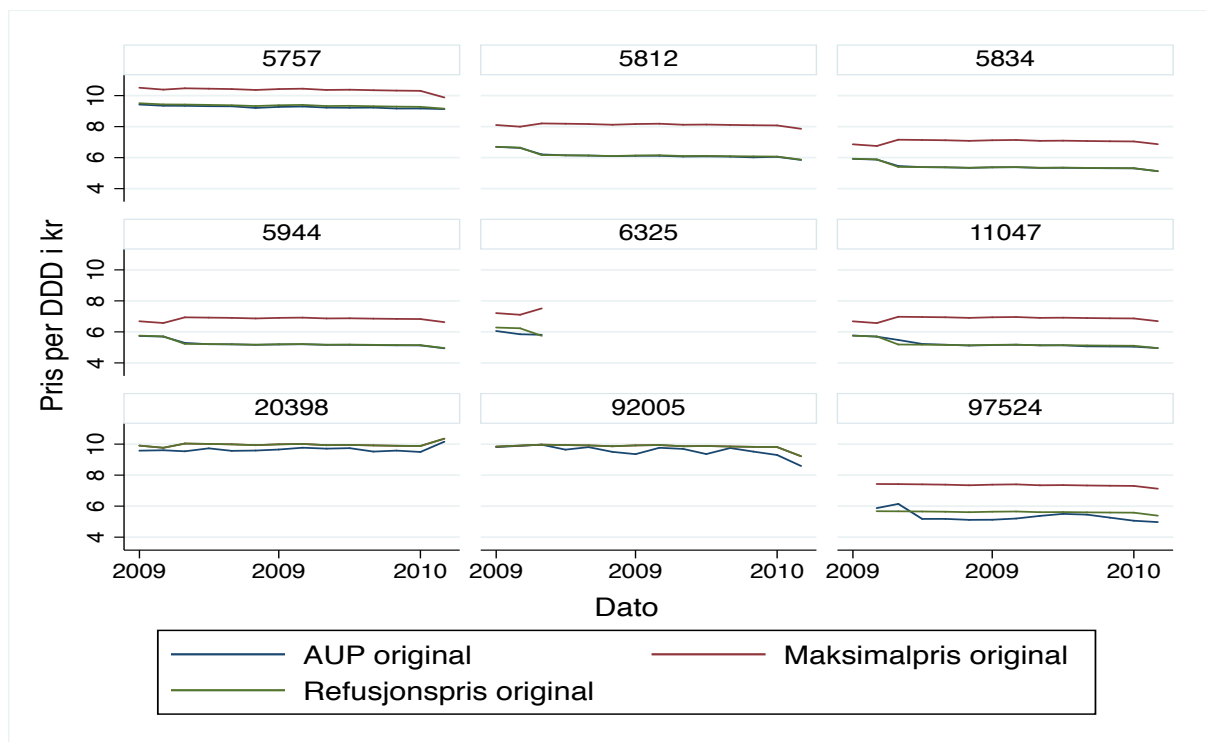 5757
5812
5834
4 6 8 10
5944
6325
11047
4 6 8 10
20398
92005
97524
4 6 8 10
Pris per DDD i kr
2009 2009 2010
2009 2009 2010
2009 2009 2010
Dato
AUP original
Maksimalpris original
Refusjonspris original